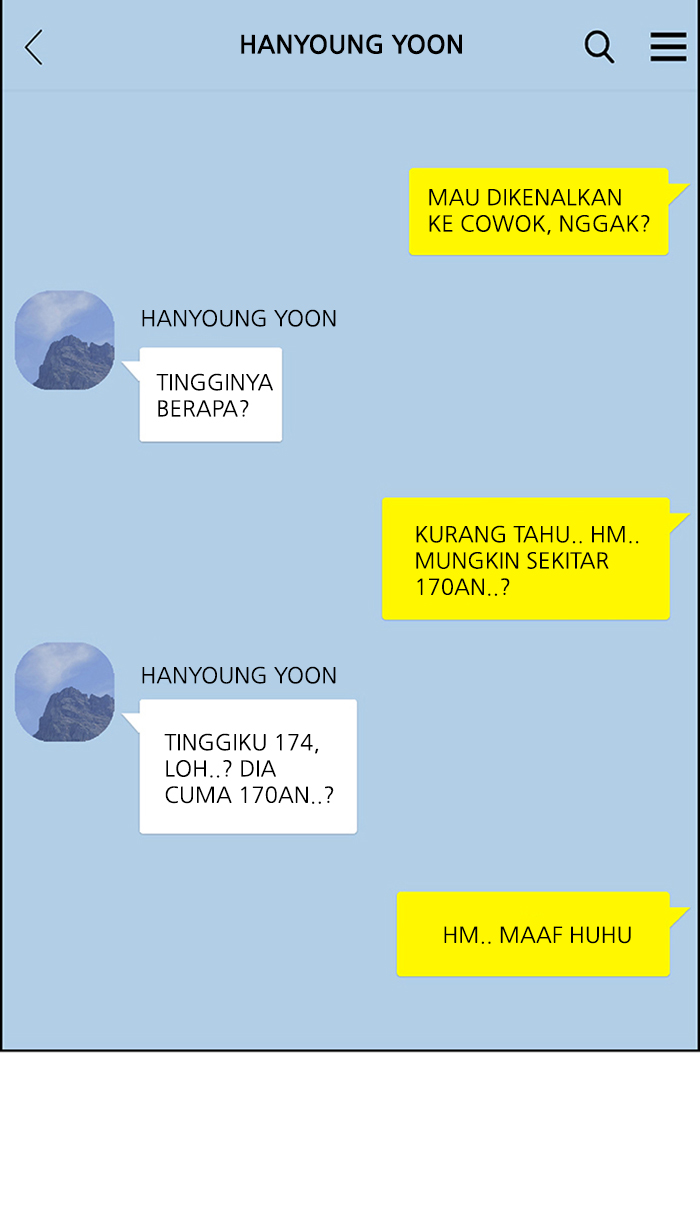 HANYOUNG YOON
MAU DIKENALKAN
KE COWOK, NGGAK?
HANYOUNG YOON
TINGGINYA
BERAPA?
KURANG TAHU.. HM..
MUNGKIN SEKITAR
170AN..?
HANYOUNG YOON
TINGGIKU 174,
LOH..? DIA
CUMA 170AN..?
HM.. MAAF HUHU